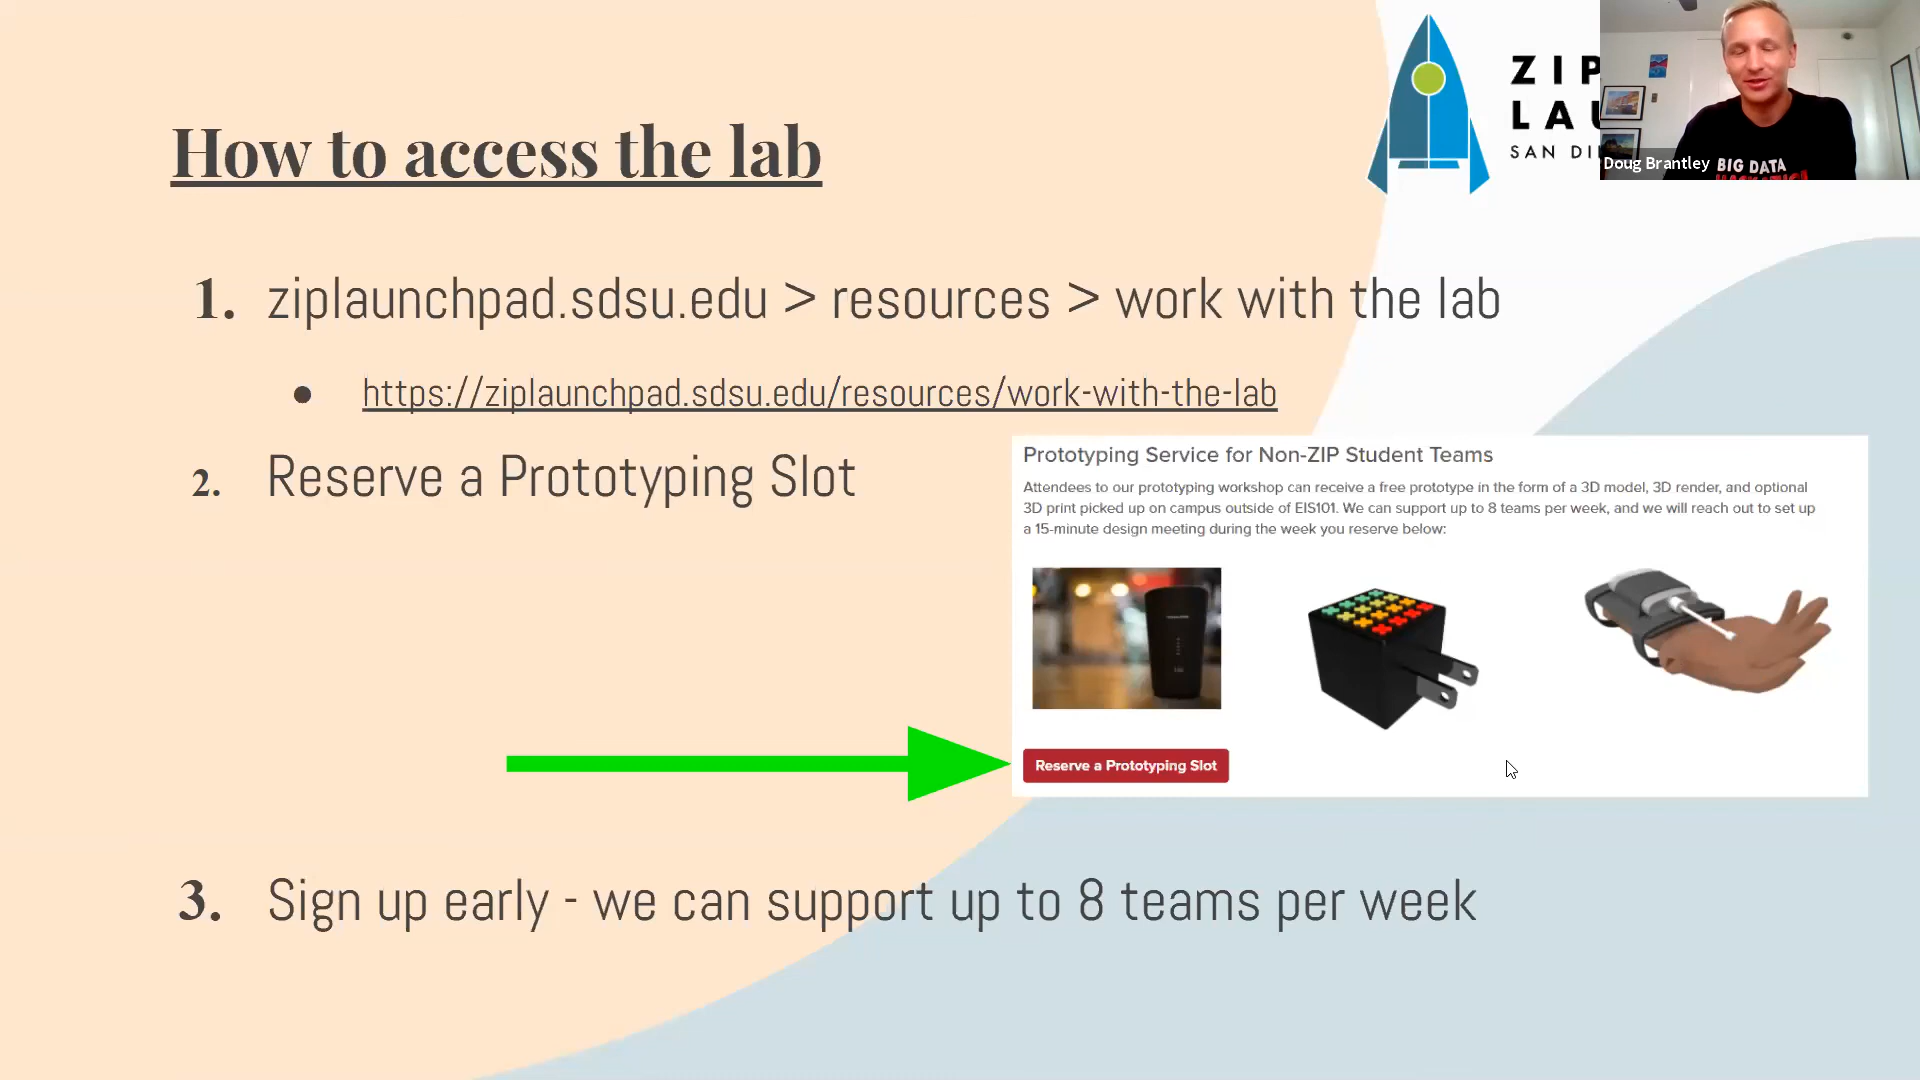 How to access the lab
ZIP
LAU
SAN DI
Doug Brantley
BIG DATA
1. ziplaunchpad.sdsu.edu > resources > work with the lab
● https://ziplaunchpad.sdsu.edu/resources/work-with-the-lab
2. Reserve a Prototyping Slot
Prototyping Service for Non-ZIP Student Teams
Attendees to our prototyping workshop can receive a free prototype in the form of a 3D model, 3D render, and optional
3D print picked up on campus outside of EIS101. We can support up to 8 teams per week, and we will reach out to set up
a 15-minute design meeting during the week you reserve below:
Reserve a Prototyping Slot
3. Sign up early - we can support up to 8 teams per week